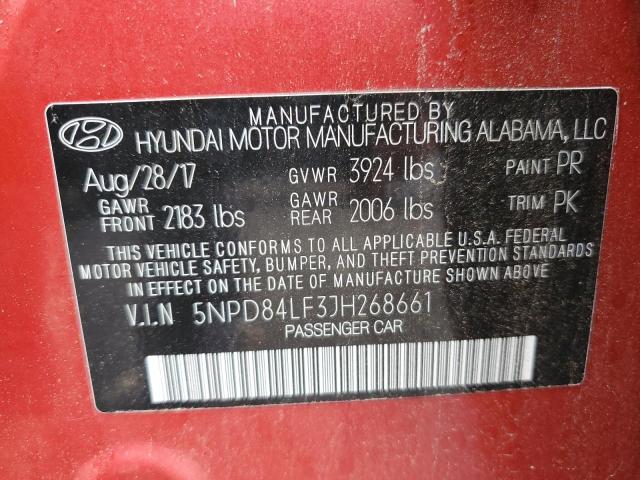 MANUFACTURED BY
HYUNDAI MOTOR MANUFACTURING ALABAMA, LLC
Aug/28/17 GVWR 3924 lbs PAINT PR
GAWR FRONT 2183 lbs GAWR REAR 2006 lbs TRIM PK
THIS VEHICLE CONFORMS TO ALL APPLICABLE U.S.A. FEDERAL
MOTOR VEHICLE SAFETY, BUMPER, AND THEFT PREVENTION STANDARDS
IN EFFECT ON THE DATE OF MANUFACTURE SHOWN ABOVE.
V.I.N 5NPD84LF3JH268661
PASSENGER CAR